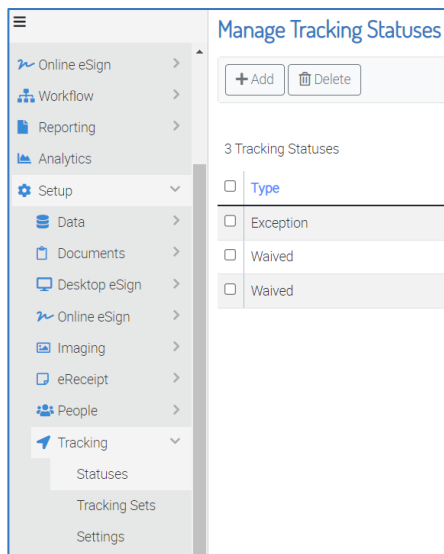 Online eSign
Workflow
Reporting
Analytics
Setup
Data
Documents
Desktop eSign
Online eSign
Imaging
eReceipt
People
Tracking
Statuses
Tracking Sets
Settings
Manage Tracking Statuses
Add Delete
3 Tracking Statuses
Type
Exception
Waived
Waived